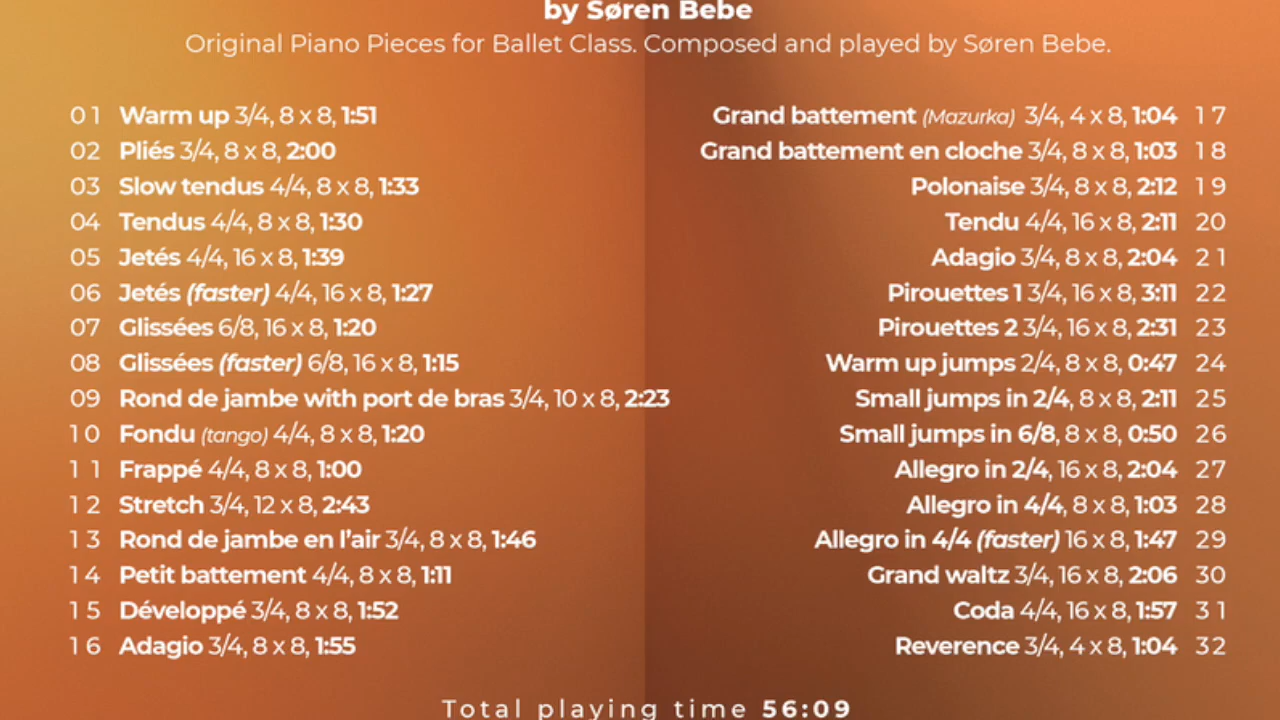 by Søren Bebe
Original Piano Pieces for Ballet Class. Composed and played by Søren Bebe.
01 Warm up 3/4, 8 x 8, 1:51
02 Pliés 3/4, 8 x 8, 2:00
03 Slow tendus 4/4, 8 x 8, 1:33
04 Tendus 4/4, 8 x 8, 1:30
05 Jetés 4/4, 16 x 8, 1:39
06 Jetés (faster) 4/4, 16 x 8, 1:27
07 Glissées 6/8, 16 x 8, 1:20
08 Glissées (faster) 6/8, 16 x 8, 1:15
09 Rond de jambe with port de bras 3/4, 10 x 8, 2:23
10 Fondu (tango) 4/4, 8 x 8, 1:20
11 Frappé 4/4, 8 x 8, 1:00
12 Stretch 3/4, 12 x 8, 2:43
13 Rond de jambe en l’air 3/4, 8 x 8, 1:46
14 Petit battement 4/4, 8 x 8, 1:11
15 Développé 3/4, 8 x 8, 1:52
16 Adagio 3/4, 8 x 8, 1:55
Grand battement (Mazurka) 3/4, 4 x 8, 1:04 17
Grand battement en cloche 3/4, 8 x 8, 1:03 18
Polonaise 3/4, 8 x 8, 2:12 19
Tendu 4/4, 16 x 8, 2:11 20
Adagio 3/4, 8 x 8, 2:04 21
Pirouettes 1 3/4, 16 x 8, 3:11 22
Pirouettes 2 3/4, 16 x 8, 2:31 23
Warm up jumps 2/4, 8 x 8, 0:47 24
Small jumps in 2/4, 8 x 8, 2:11 25
Small jumps in 6/8, 8 x 8, 0:50 26
Allegro in 2/4, 16 x 8, 2:04 27
Allegro in 4/4, 8 x 8, 1:03 28
Allegro in 4/4 (faster) 16 x 8, 1:47 29
Grand waltz 3/4, 16 x 8, 2:06 30
Coda 4/4, 16 x 8, 1:57 31
Reverence 3/4, 4 x 8, 1:04 32
Total playing time 56:09